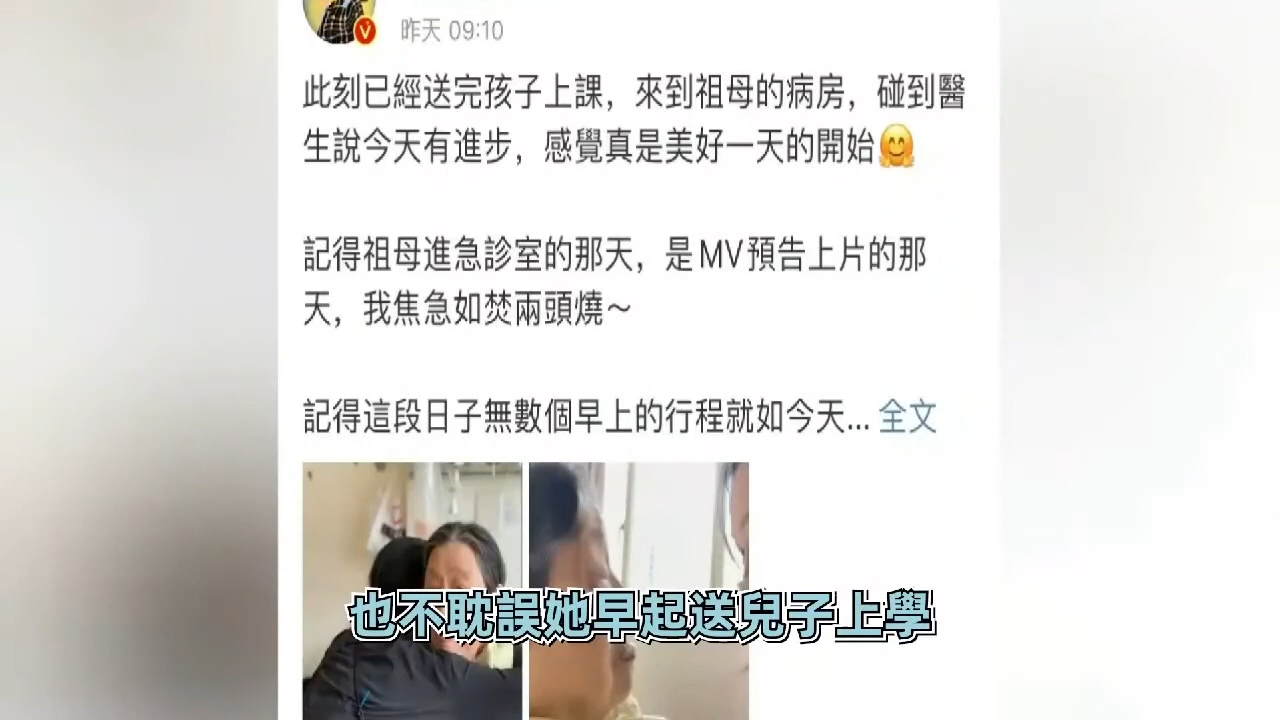 昨天 09:10
此刻已經送完孩子上課，來到祖母的病房，碰到醫
生說今天有進步，感覺真是美好一天的開始🤗
記得祖母進急診室的那天，是MV預告上片的那
天，我焦急如焚兩頭燒～
記得這段日子無數個早上的行程就如今天... 全文
也不耽誤她早起送兒子上學